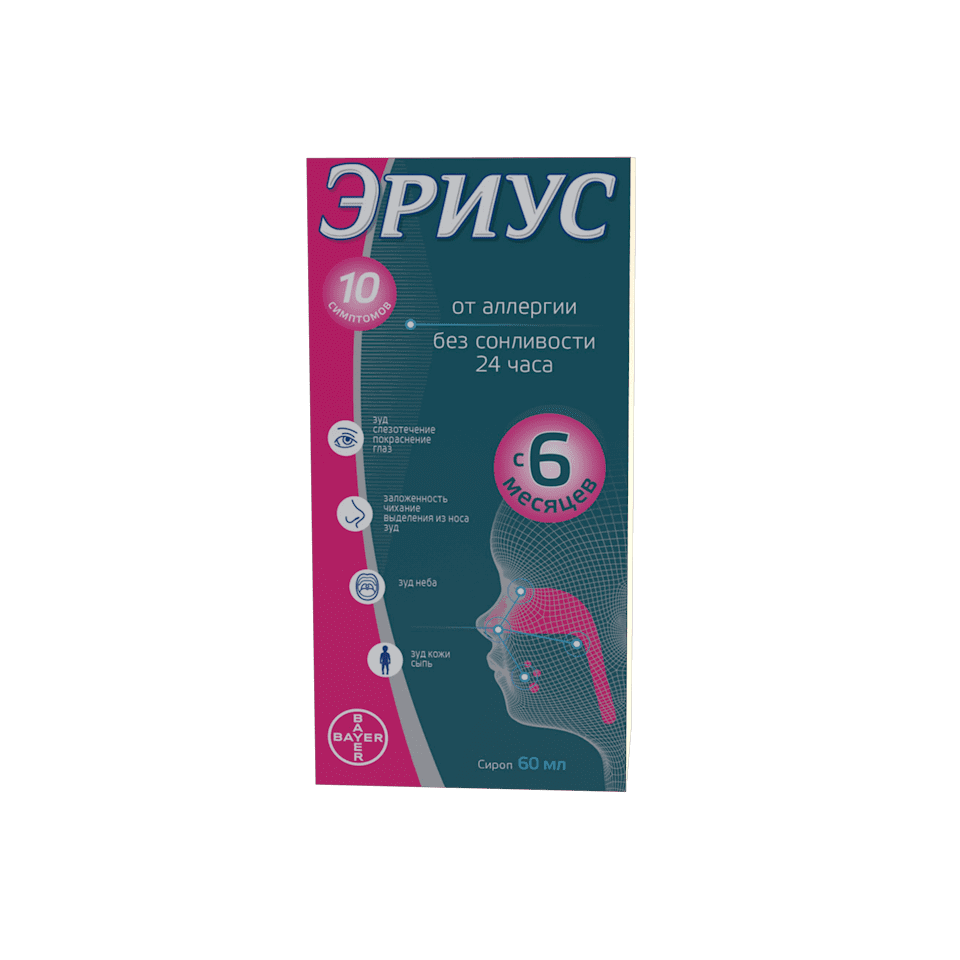 ЭРИУС
10
СИМПТОМОВ
от аллергии
без сонливости
24 часа
зуд
слезотечение
покраснение
глаз
с 6
месяцев
заложенность
чихание
выделения из носа
зуд
зуд неба
зуд кожи
сыпь
BAYER
BAYER
Сироп 60 мл